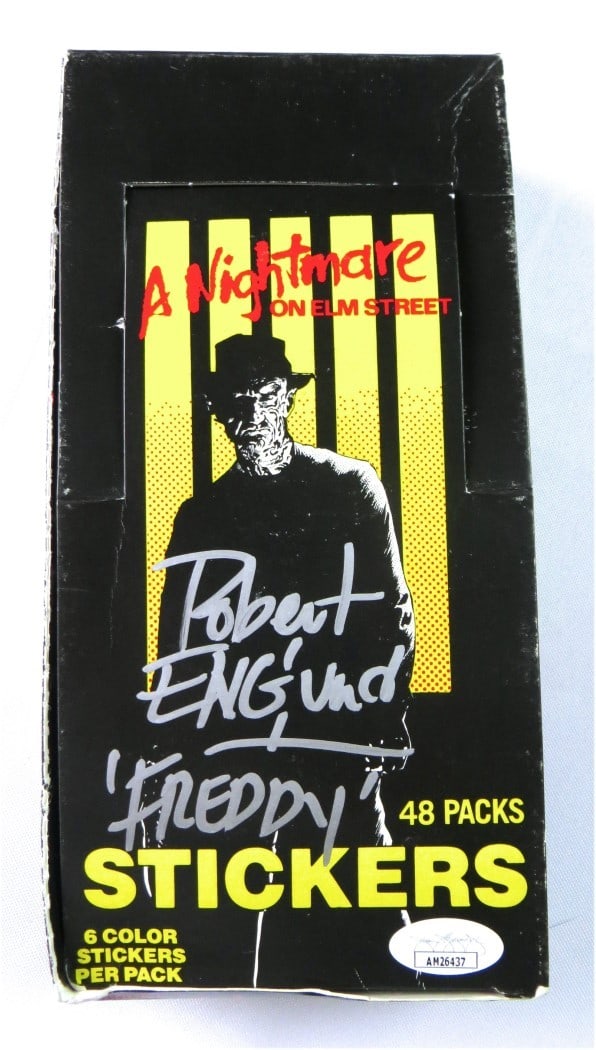 A Nightmare
ON ELM STREET
Robert
ENGLUND
'FREDDY'
48 PACKS
STICKERS
6 COLOR
STICKERS
PER PACK
AM26437